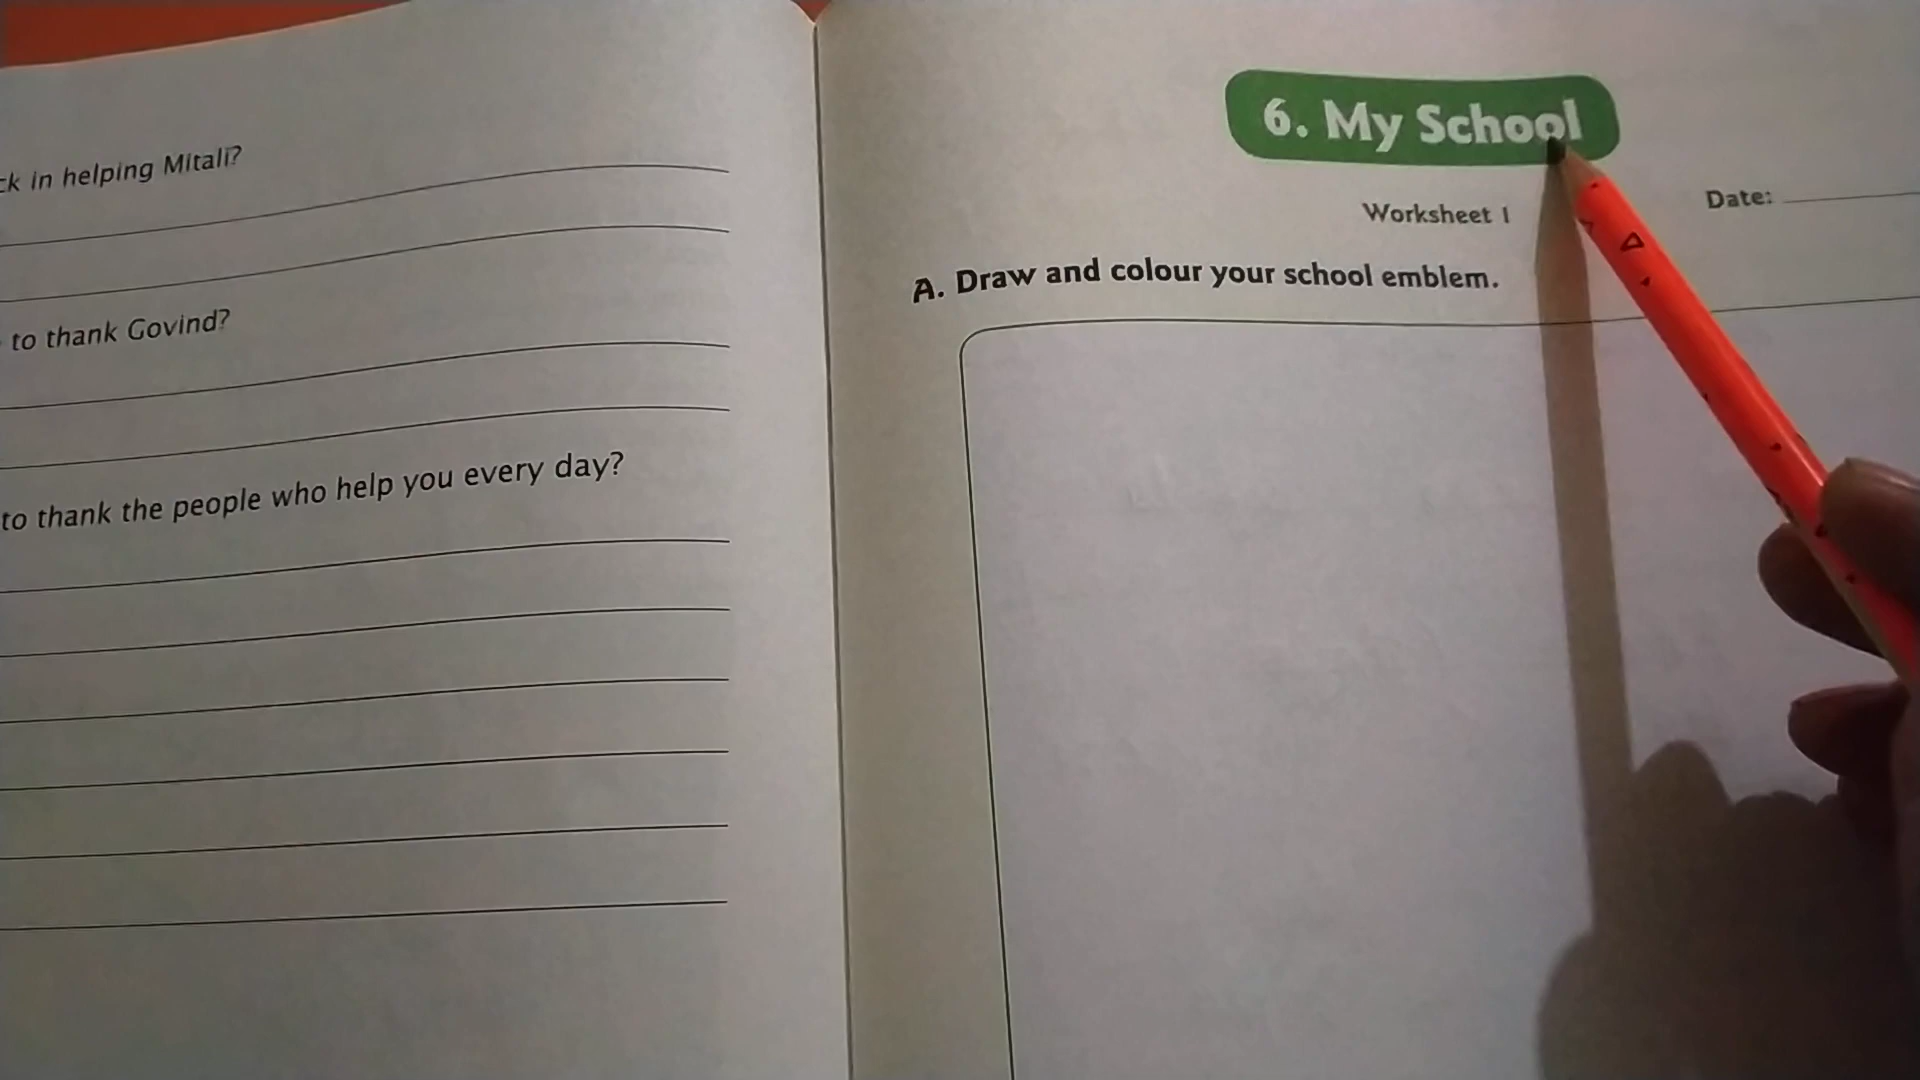 in helping Mitali?
to thank Govind?
to thank the people who help you every day?
6. My School
Worksheet 1
Date:
A. Draw and colour your school emblem.